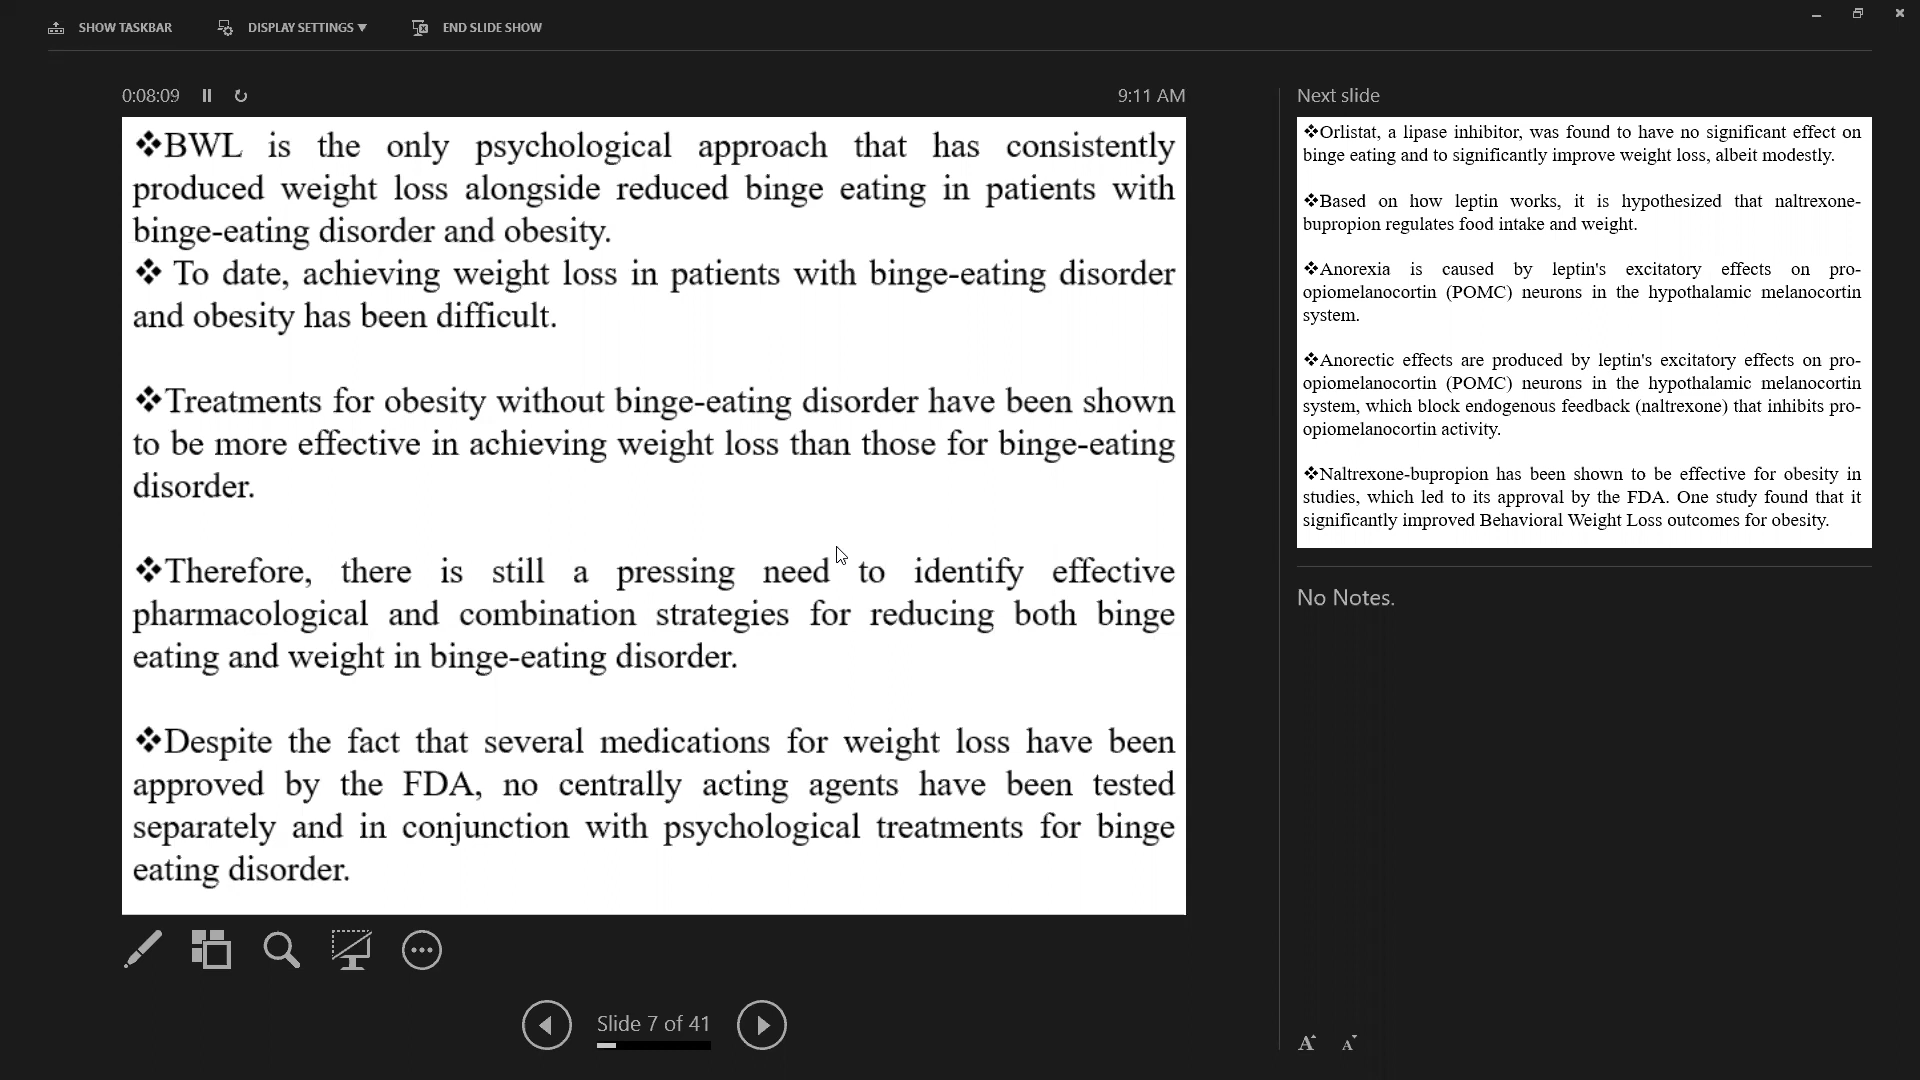 SHOW TASKBAR
DISPLAY SETTINGS ▼
END SLIDE SHOW
0:08:09
9:11 AM
❖BWL is the only psychological approach that has consistently
produced weight loss alongside reduced binge eating in patients with
binge-eating disorder and obesity.
❖ To date, achieving weight loss in patients with binge-eating disorder
and obesity has been difficult.
❖Treatments for obesity without binge-eating disorder have been shown
to be more effective in achieving weight loss than those for binge-eating
disorder.
❖Therefore, there is still a pressing need to identify effective
pharmacological and combination strategies for reducing both binge
eating and weight in binge-eating disorder.
❖Despite the fact that several medications for weight loss have been
approved by the FDA, no centrally acting agents have been tested
separately and in conjunction with psychological treatments for binge
eating disorder.
Slide 7 of 41
Next slide
❖Orlistat, a lipase inhibitor, was found to have no significant effect on
binge eating and to significantly improve weight loss, albeit modestly.
❖Based on how leptin works, it is hypothesized that naltrexone-
bupropion regulates food intake and weight.
❖Anorexia is caused by leptin's excitatory effects on pro-
opiomelanocortin (POMC) neurons in the hypothalamic melanocortin
system.
❖Anorectic effects are produced by leptin's excitatory effects on pro-
opiomelanocortin (POMC) neurons in the hypothalamic melanocortin
system, which block endogenous feedback (naltrexone) that inhibits pro-
opiomelanocortin activity.
❖Naltrexone-bupropion has been shown to be effective for obesity in
studies, which led to its approval by the FDA. One study found that it
significantly improved Behavioral Weight Loss outcomes for obesity.
No Notes.
A A